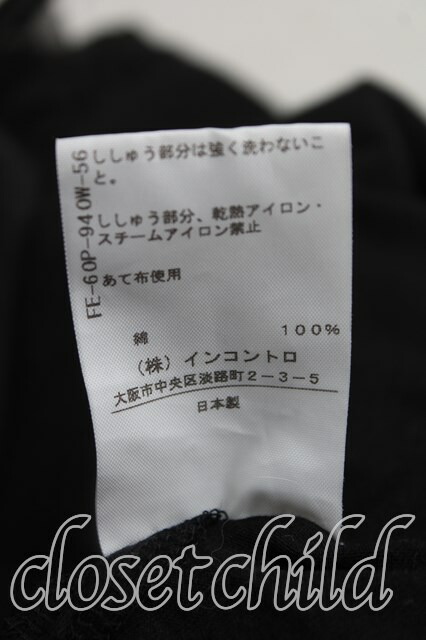 FE-60P-940W-56
ししゅう部分は強く洗わないこ
と。
ししゅう部分、乾熱アイロン・
スチームアイロン禁止
あて布使用
綿 100%
(株) インコントロ
大阪市中央区淡路町2-3-5
日本製
closet child